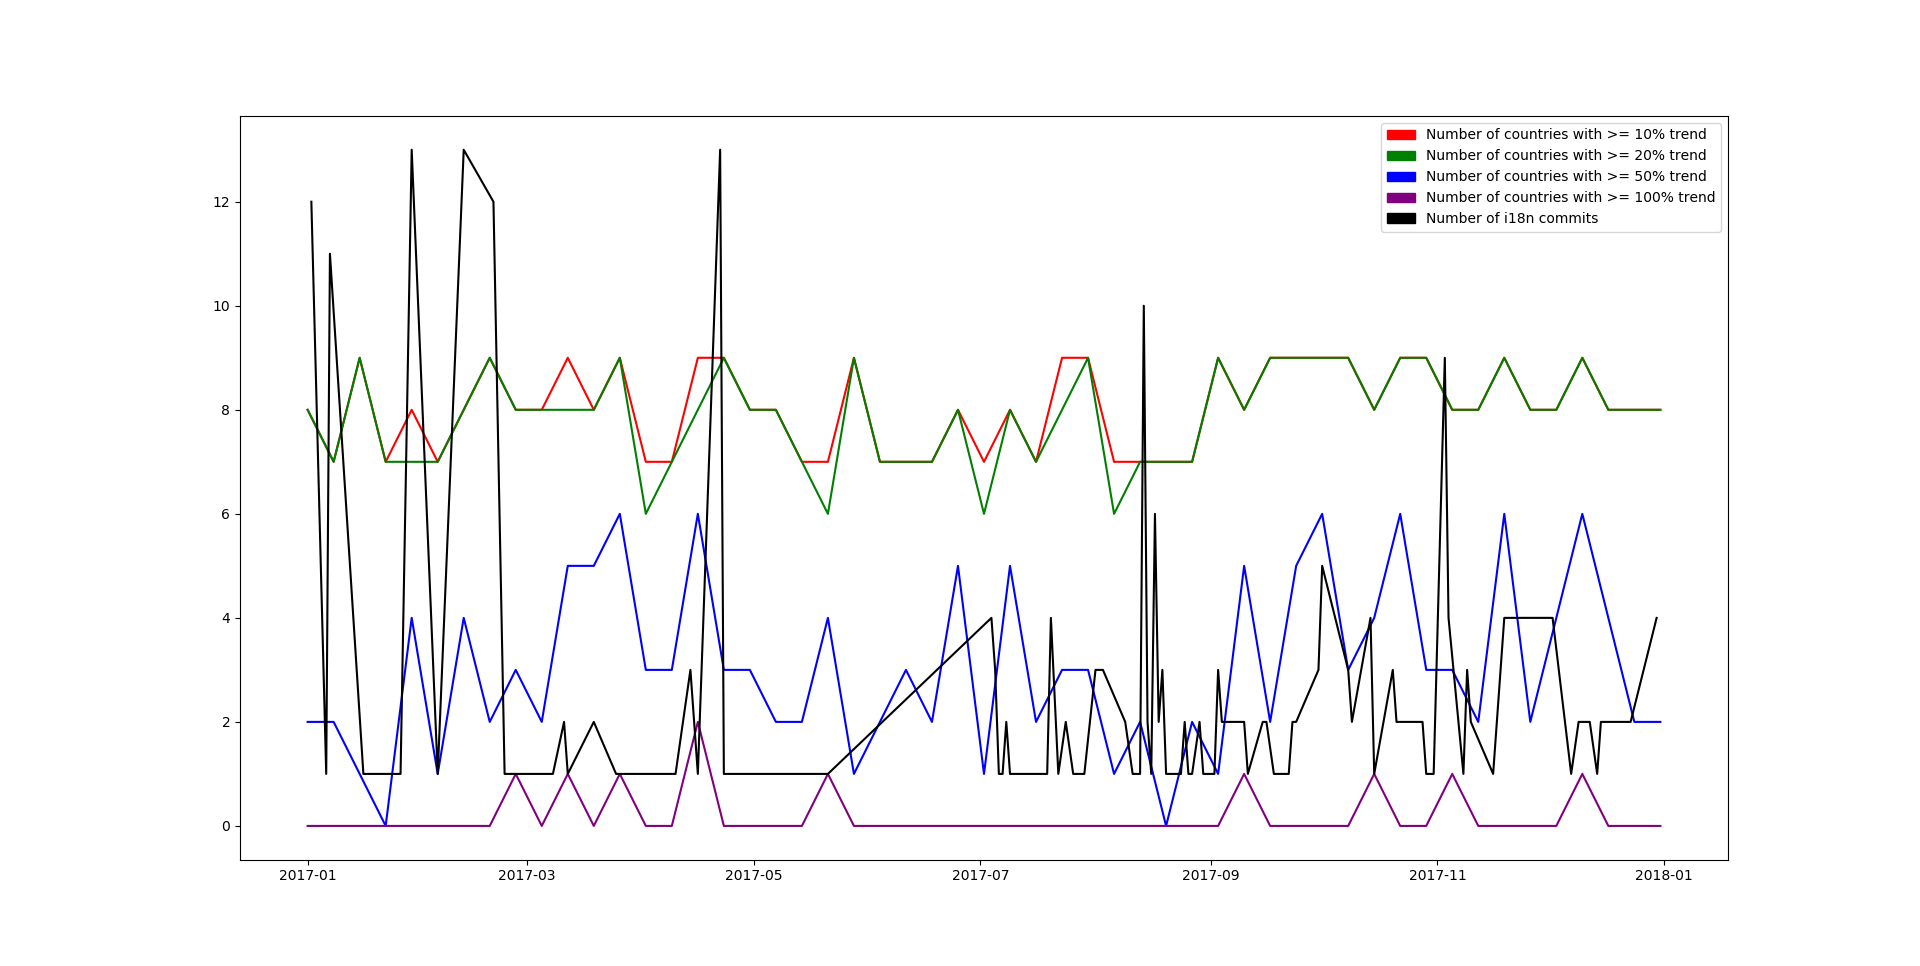 Number of countries with >= 10% trend
Number of countries with >= 20% trend
Number of countries with >= 50% trend
Number of countries with >= 100% trend
Number of i18n commits
12
10
8
6
4
2
0
2017-01 2017-03 2017-05 2017-07 2017-09 2017-11 2018-01